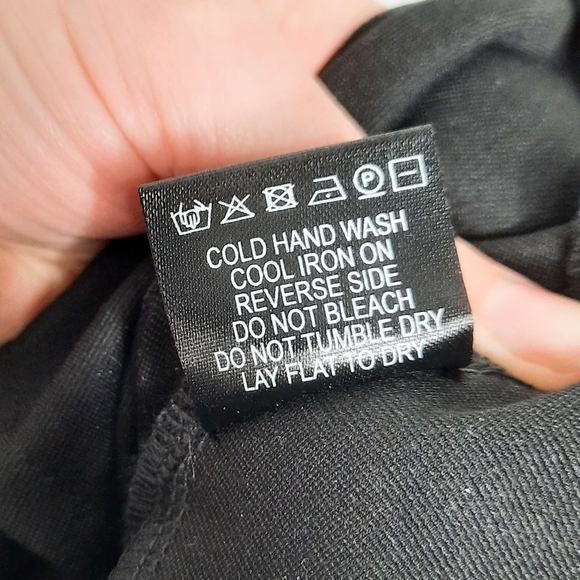 P
COLD HAND WASH
COOL IRON ON
REVERSE SIDE
DO NOT BLEACH
DO NOT TUMBLE DRY
LAY FLAT TO DRY